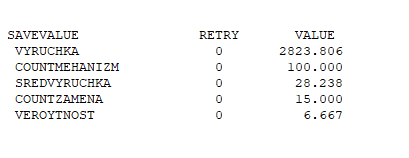 SAVEVALUE RETRY VALUE
VYRUCHKA 0 2823.806
COUNTMEHANIZM 0 100.000
SREDVYRUCHKA 0 28.238
COUNTZAMENA 0 15.000
VEROYTNOST 0 6.667